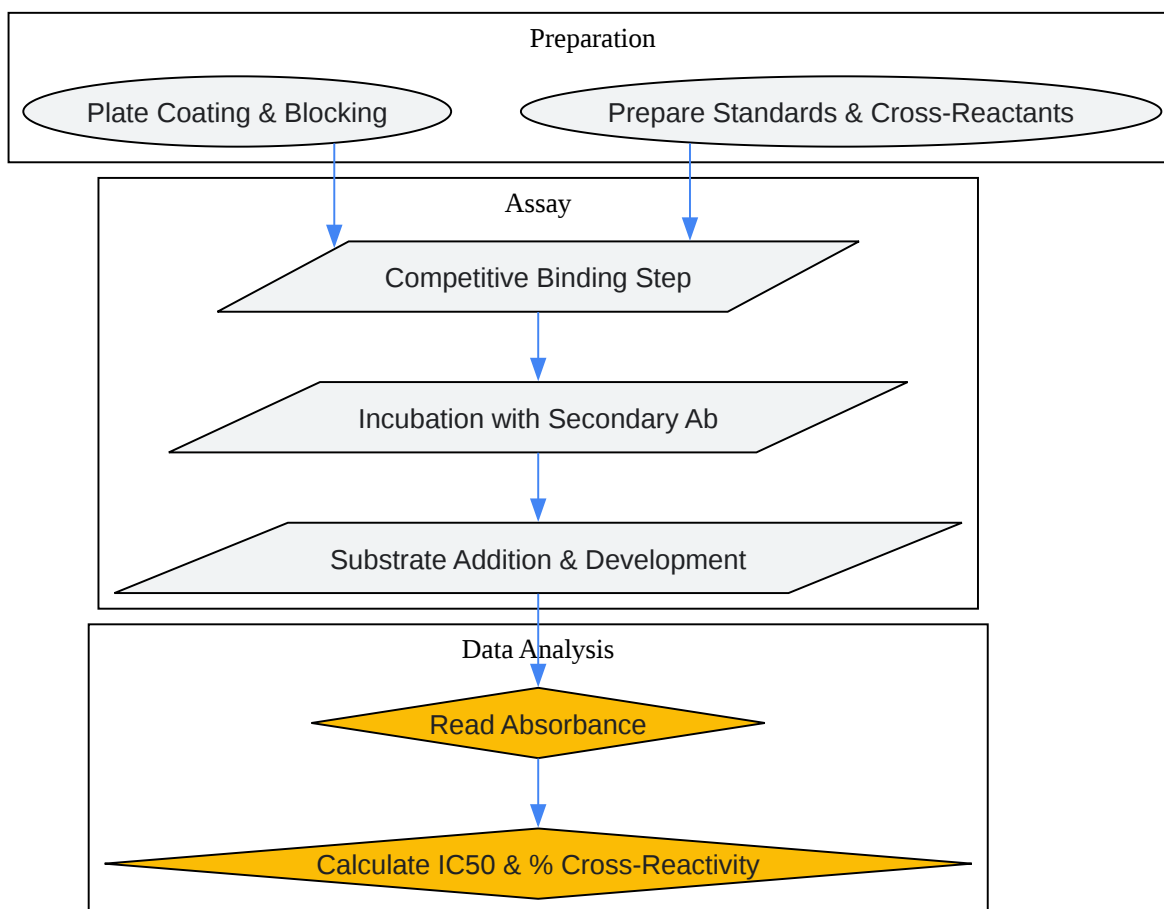 Preparation
Plate Coating & Blocking
Prepare Standards & Cross-Reactants
Assay
Competitive Binding Step
Incubation with Secondary Ab
Substrate Addition & Development
Data Analysis
Read Absorbance
Calculate IC50 & % Cross-Reactivity